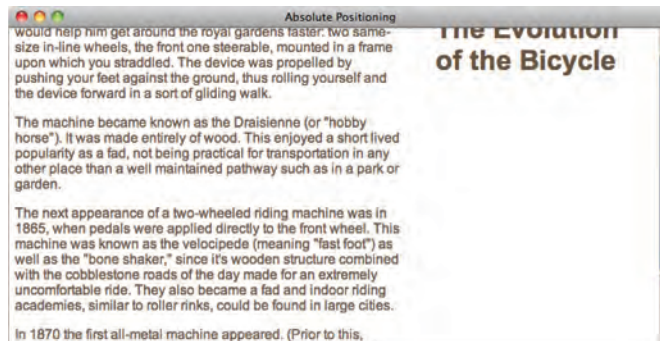 Absolute Positioning
would help him get around the royal gardens faster: two same-
size in-line wheels, the front one steerable, mounted in a frame
upon which you straddled. The device was propelled by
pushing your feet against the ground, thus rolling yourself and
the device forward in a sort of gliding walk.
The machine became known as the Draisienne (or "hobby
horse"). It was made entirely of wood. This enjoyed a short lived
popularity as a fad, not being practical for transportation in any
other place than a well maintained pathway such as in a park or
garden.
The next appearance of a two-wheeled riding machine was in
1865, when pedals were applied directly to the front wheel. This
machine was known as the velocipede (meaning "fast foot") as
well as the "bone shaker," since it's wooden structure combined
with the cobblestone roads of the day made for an extremely
uncomfortable ride. They also became a fad and indoor riding
academies, similar to roller rinks, could be found in large cities.
In 1870 the first all-metal machine appeared. (Prior to this,
The Evolution
of the Bicycle